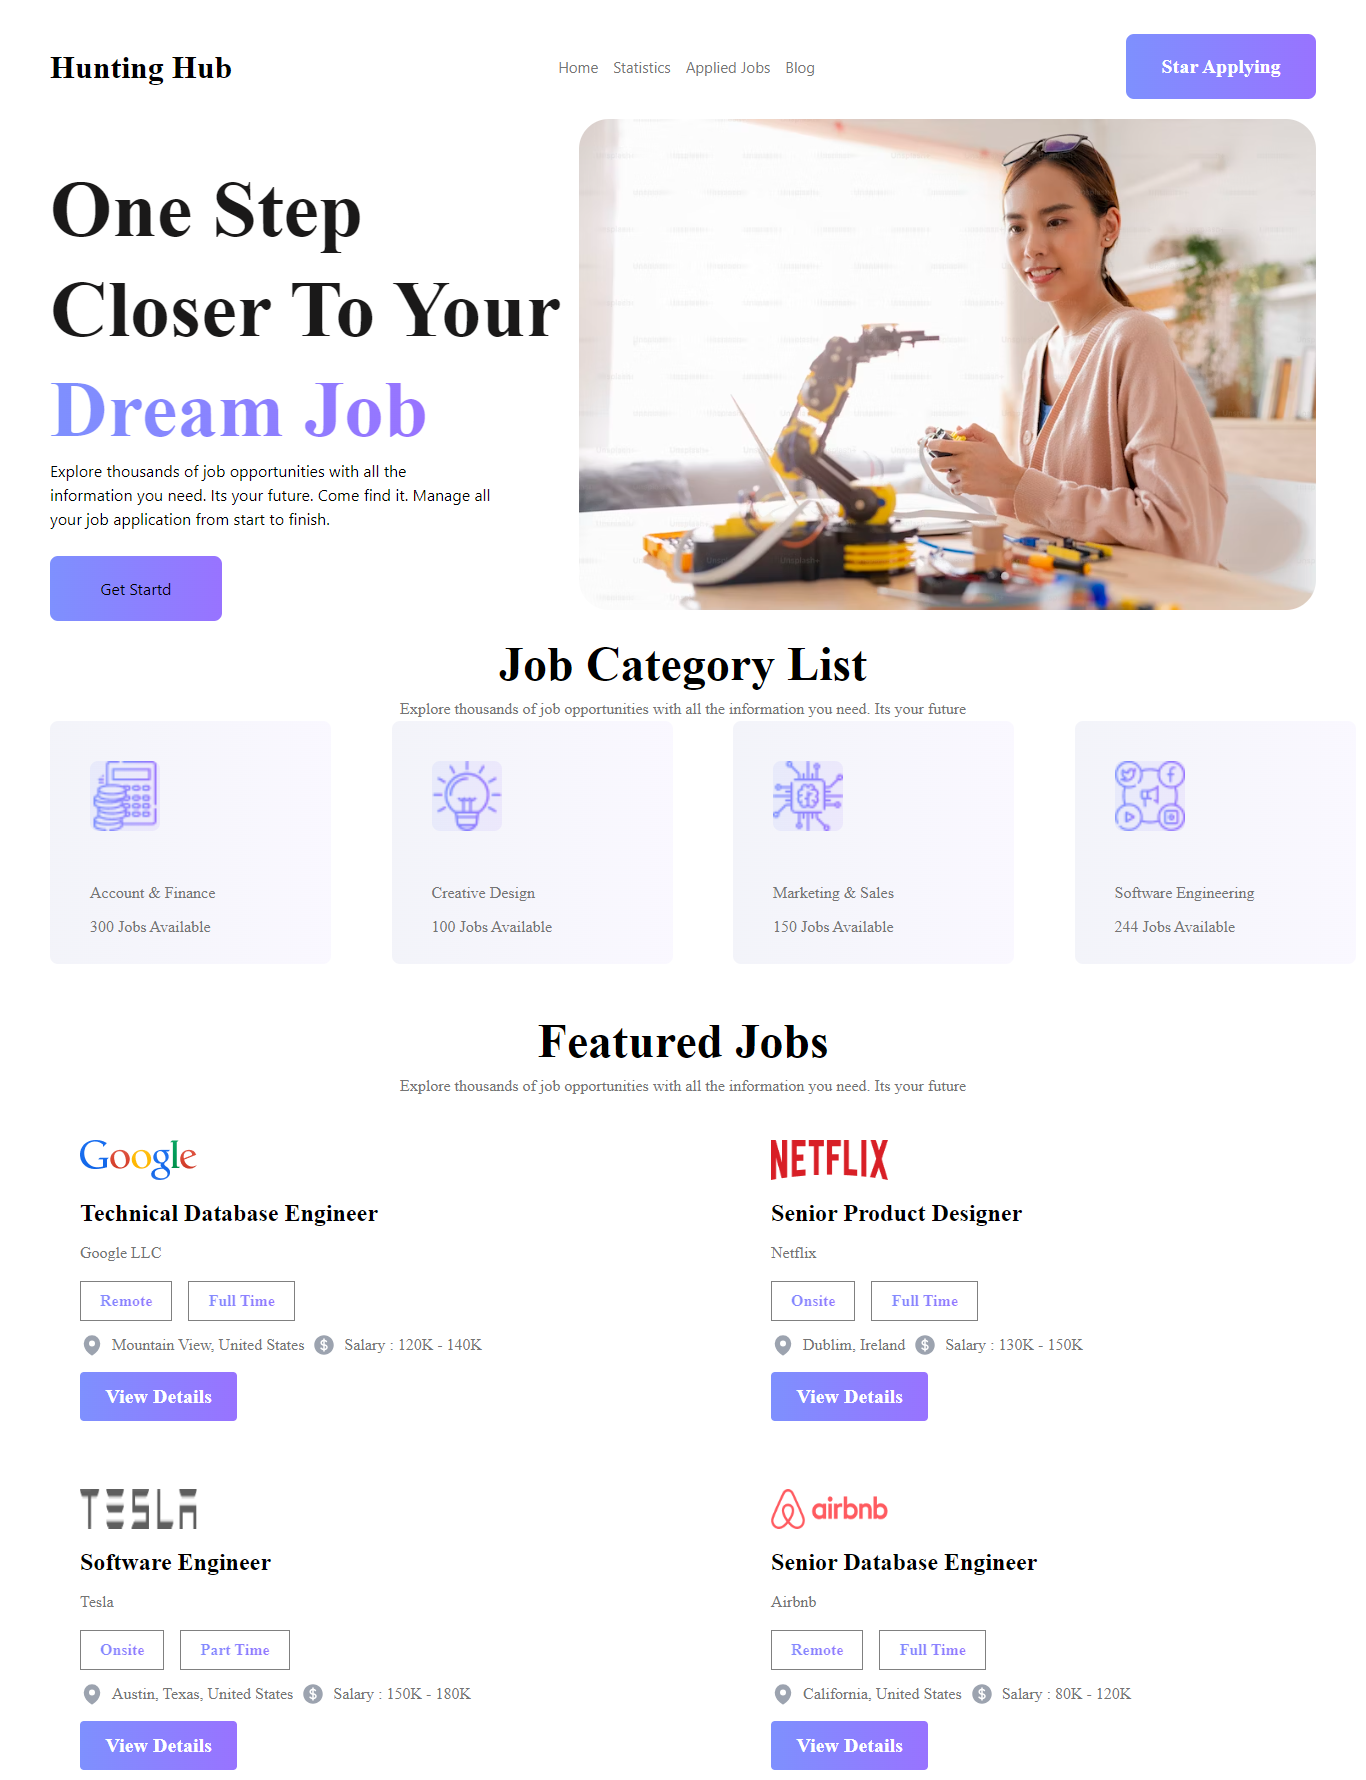 Hunting Hub
Home Statistics Applied Jobs Blog
Star Applying
One Step
Closer To Your
Dream Job
Explore thousands of job opportunities with all the
information you need. Its your future. Come find it. Manage all
your job application from start to finish.
Get Startd
Job Category List
Explore thousands of job opportunities with all the information you need. Its your future
Account & Finance
300 Jobs Available
Creative Design
100 Jobs Available
Marketing & Sales
150 Jobs Available
Software Engineering
244 Jobs Available
Featured Jobs
Explore thousands of job opportunities with all the information you need. Its your future
Google
Technical Database Engineer
Google LLC
Remote Full Time
Mountain View, United States Salary : 120K - 140K
View Details
NETFLIX
Senior Product Designer
Netflix
Onsite Full Time
Dublim, Ireland Salary : 130K - 150K
View Details
TESLA
Software Engineer
Tesla
Onsite Part Time
Austin, Texas, United States Salary : 150K - 180K
View Details
airbnb
Senior Database Engineer
Airbnb
Remote Full Time
California, United States Salary : 80K - 120K
View Details